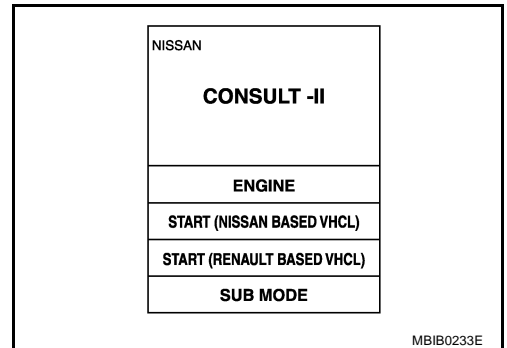 NISSAN
CONSULT -II
ENGINE
START (NISSAN BASED VHCL)
START (RENAULT BASED VHCL)
SUB MODE
MBIB0233E